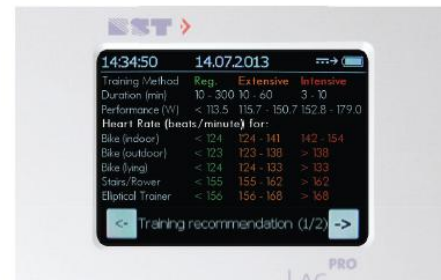 BST
14:34:50 14.07.2013
Training Method Reg. Extensive Intensive
Duration (min) 10 - 300 10 - 60 3 - 10
Performance (W) < 113.5 115.7 - 150.7 152.8 - 179.0
Heart Rate (beats/minute) for:
Bike (indoor) < 124 124 - 141 142 - 154
Bike (outdoor) < 123 123 - 138 > 138
Bike (lying) < 124 124 - 133 > 133
Stairs/Rower < 155 155 - 162 > 162
Elliptical Trainer < 156 156 - 168 > 168
<- Training recommendation (1/2) ->
PRO